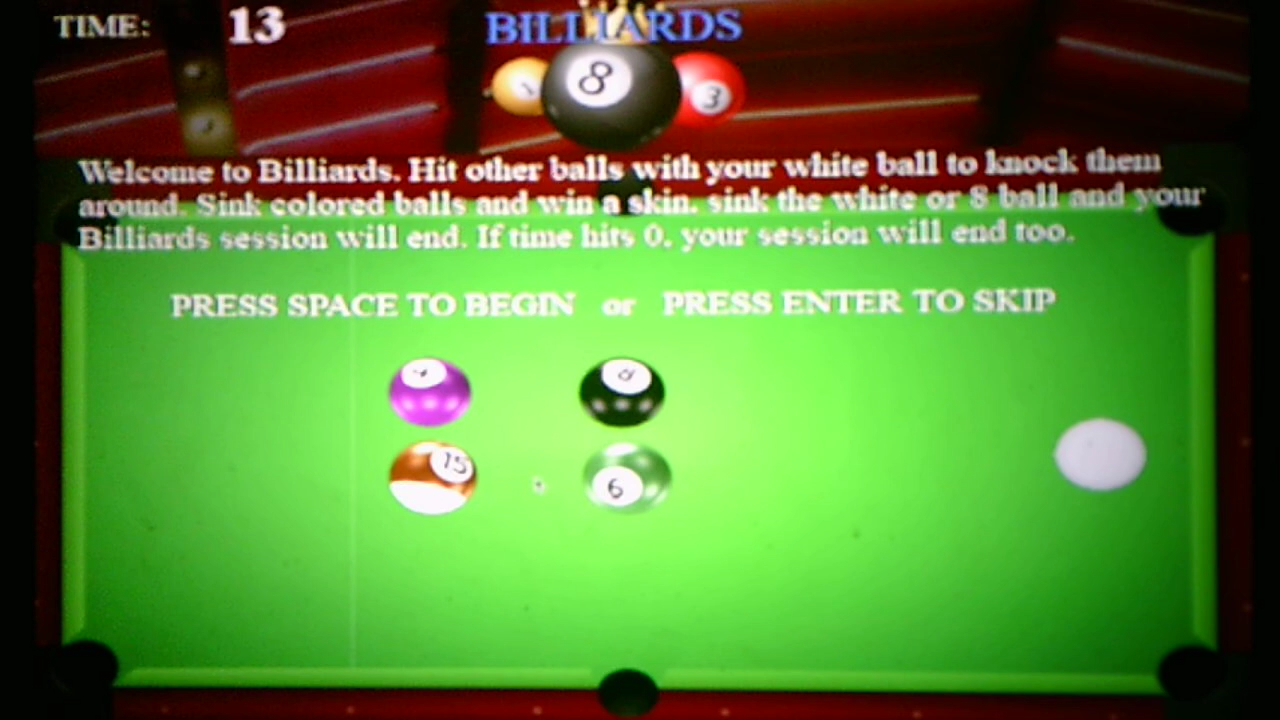 TIME: 13 BILLIARDS
8
3
Welcome to Billiards. Hit other balls with your white ball to knock them
around. Sink colored balls and win a skin. sink the white or 8 ball and your
Billiards session will end. If time hits 0. your session will end too.
PRESS SPACE TO BEGIN or PRESS ENTER TO SKIP
15
6